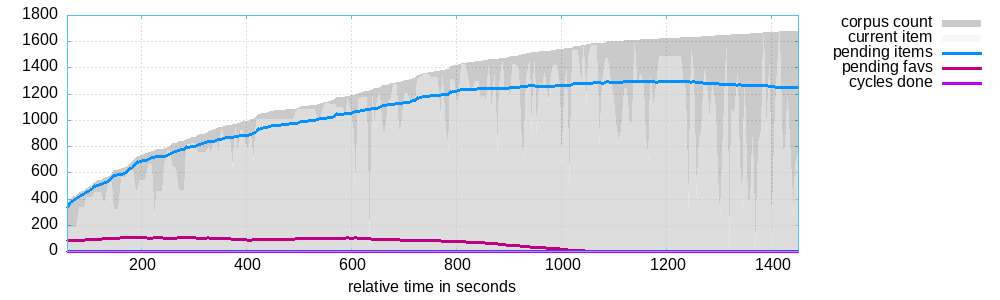 1800
1600
1400
1200
1000
800
600
400
200
0
200
400
600
800
1000
1200
1400
relative time in seconds
corpus count
current item
pending items
pending favs
cycles done